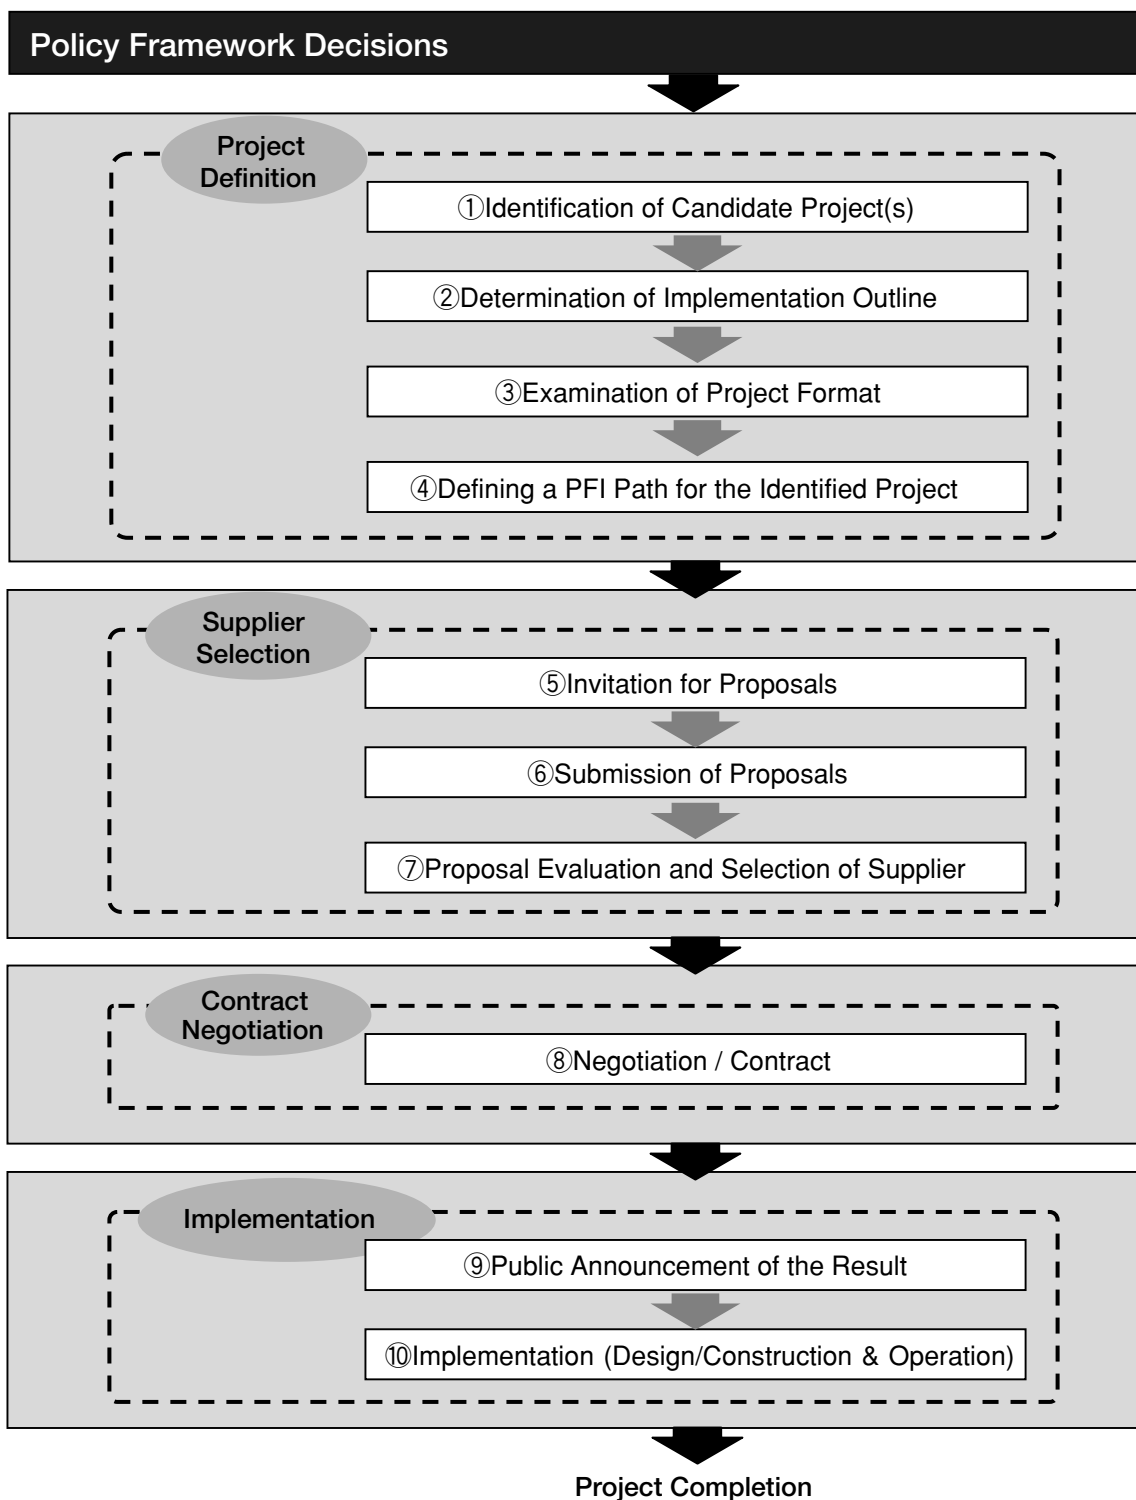 Policy Framework Decisions
Project
Definition
①Identification of Candidate Project(s)
②Determination of Implementation Outline
③Examination of Project Format
④Defining a PFI Path for the Identified Project
Supplier
Selection
⑤Invitation for Proposals
⑥Submission of Proposals
⑦Proposal Evaluation and Selection of Supplier
Contract
Negotiation
⑧Negotiation / Contract
Implementation
⑨Public Announcement of the Result
⑩Implementation (Design/Construction & Operation)
Project Completion